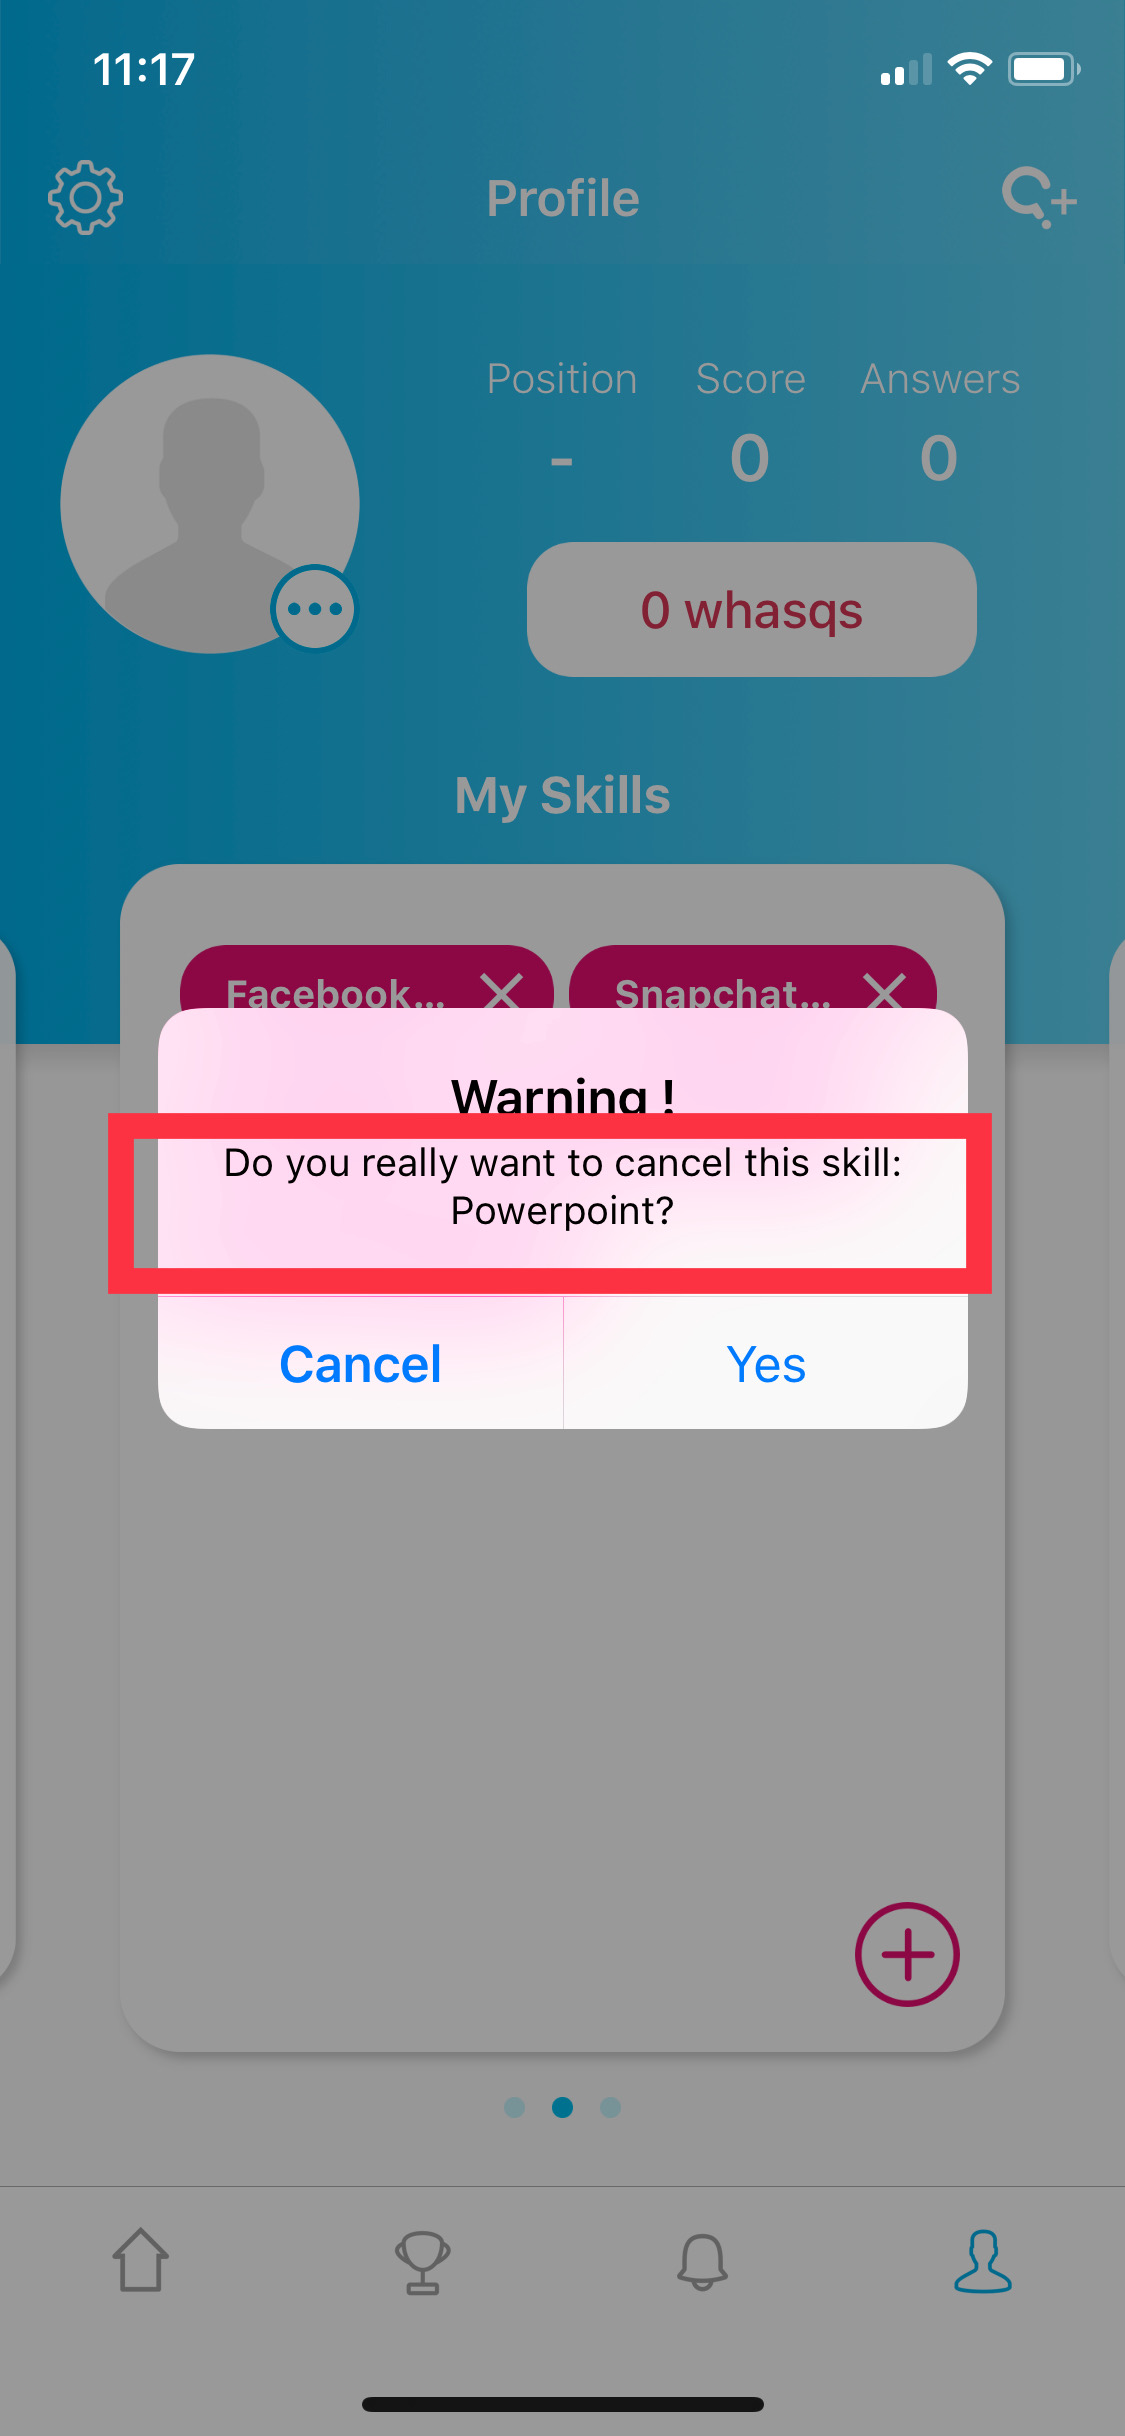 11:17
Profile
Position Score Answers
- 0 0
0 whasqs
My Skills
Facebook... Snapchat...
Warning !
Do you really want to cancel this skill:
Powerpoint?
Cancel Yes